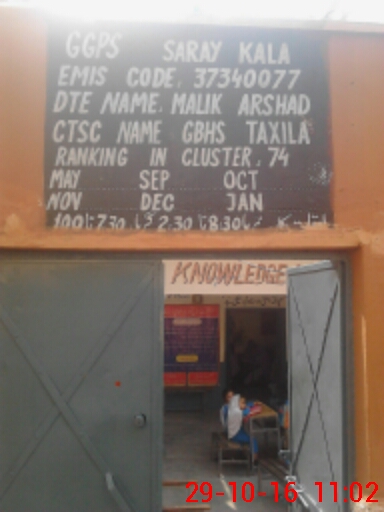 GGPS SARAY KALA
EMIS CODE. 37340077
DTE NAME. MALIK ARSHAD
CTSC NAME GBHS TAXILA
RANKING IN CLUSTER. 74
MAY SEP OCT
NOV DEC JAN
KNOWLEDGE
29-10-16 11:02